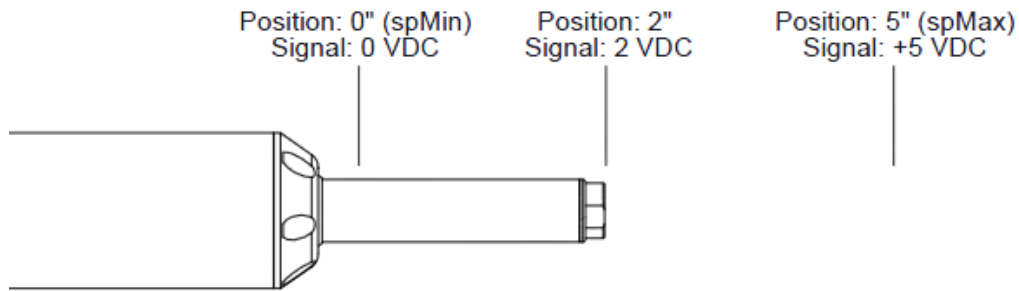 Position: 0" (spMin)
Signal: 0 VDC
Position: 2"
Signal: 2 VDC
Position: 5" (spMax)
Signal: +5 VDC